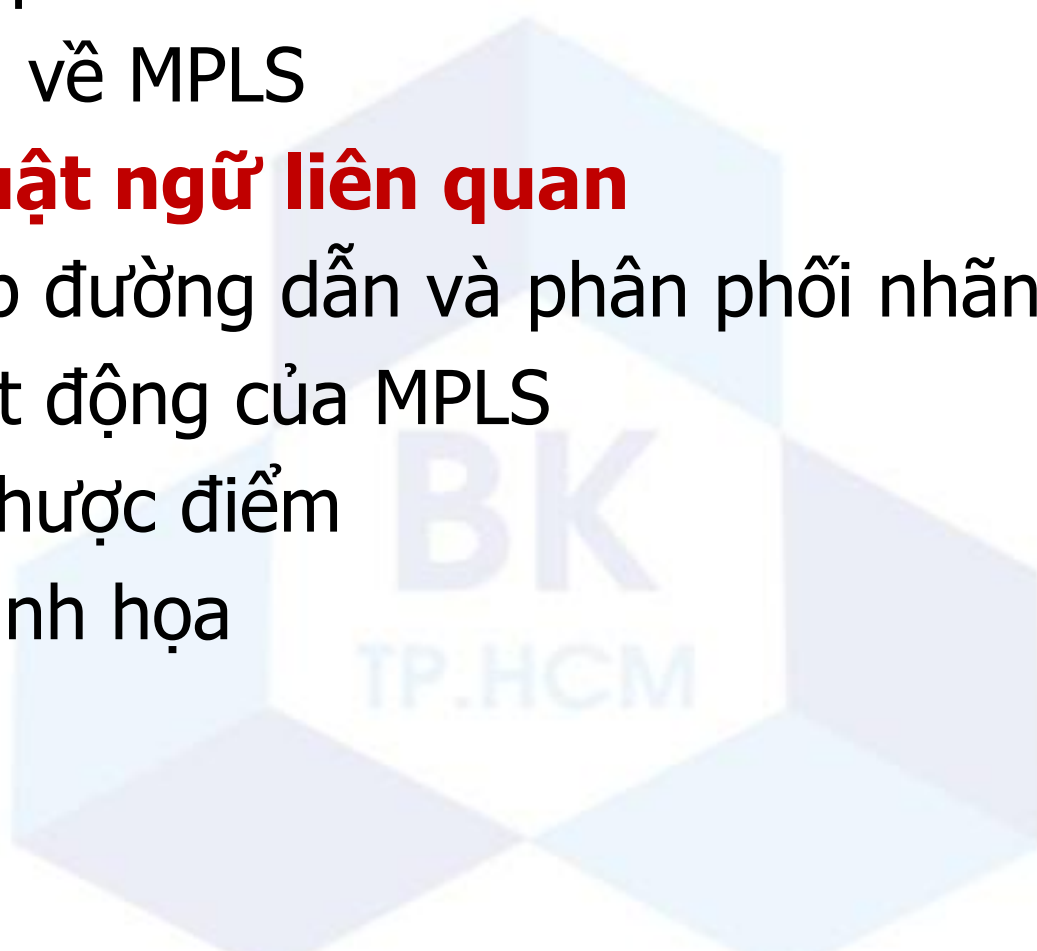 về MPLS
uật ngữ liên quan
đường dẫn và phân phối nhãn
t động của MPLS
hược điểm
inh họa
BK
TP.HCM